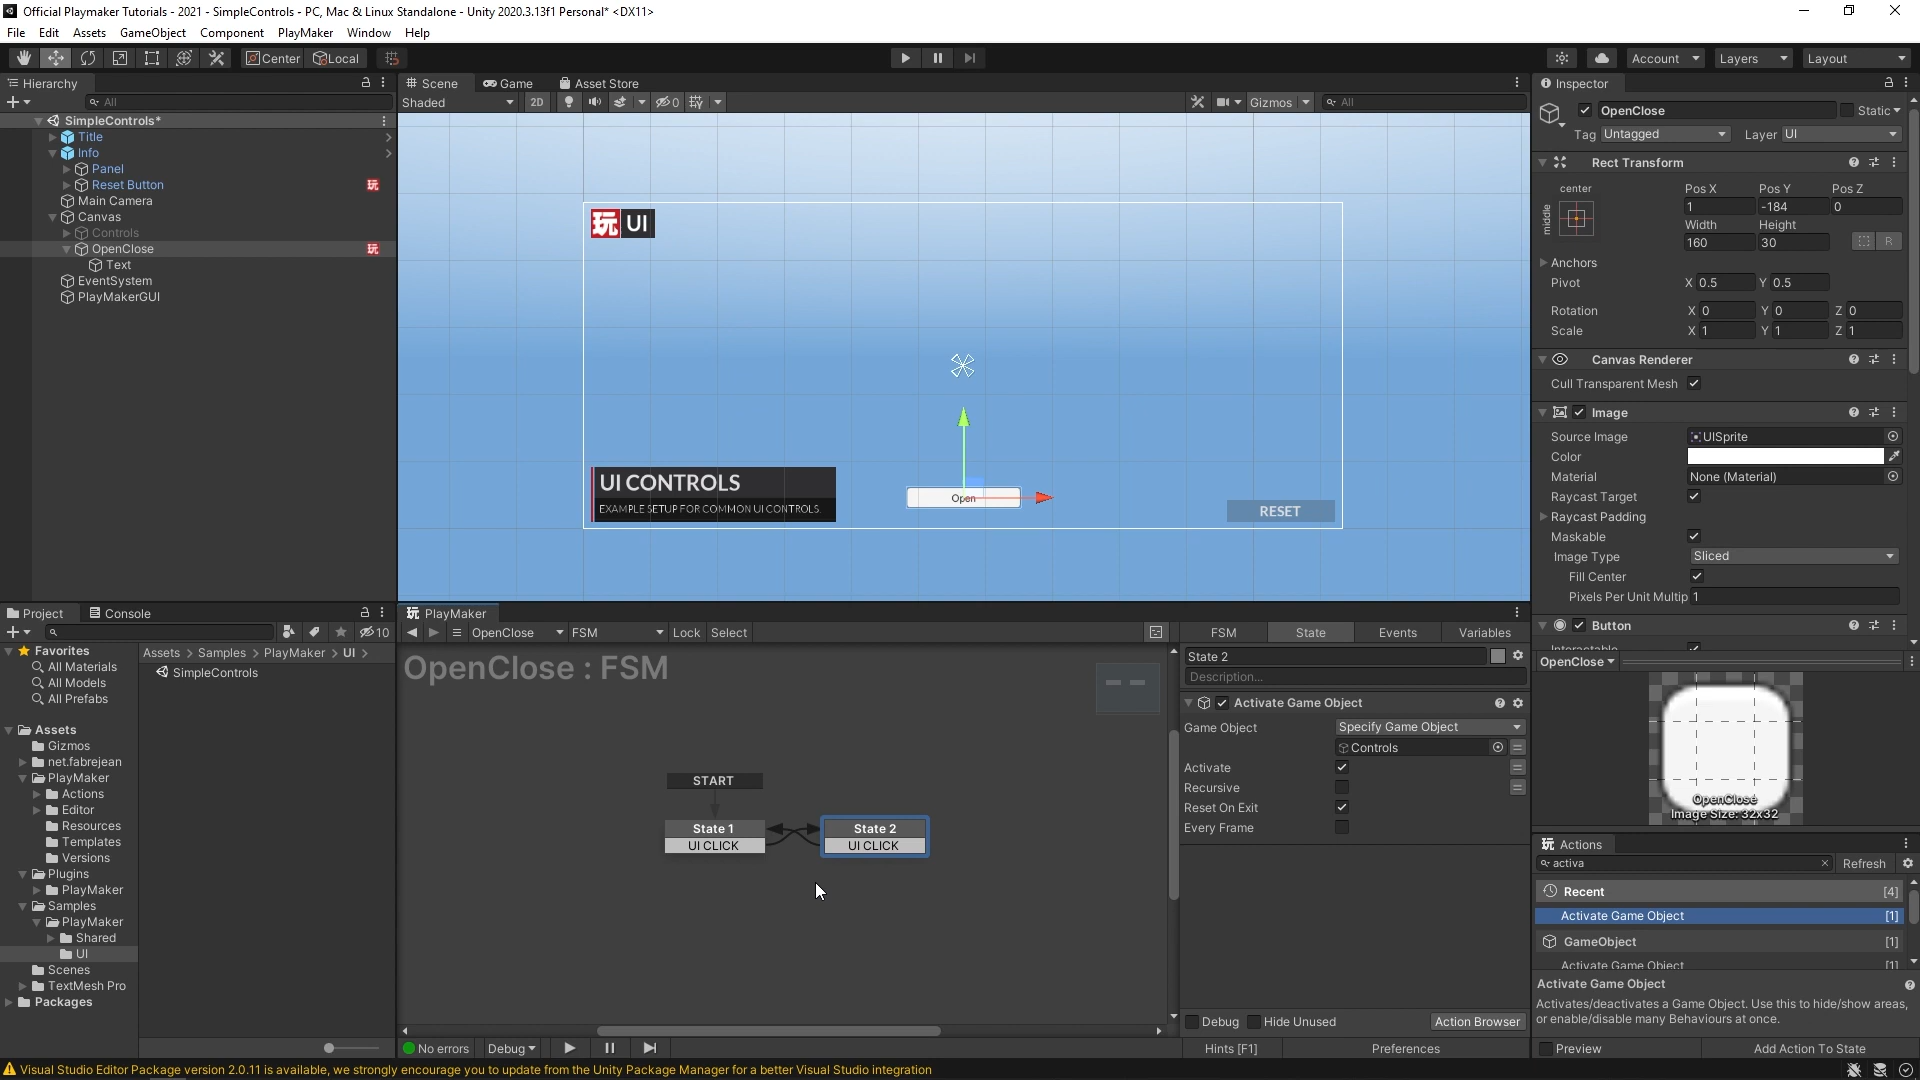 Official Playmaker Tutorials - 2021 - SimpleControls - PC, Mac & Linux Standalone - Unity 2020.3.13f1 Personal* <DX11>
File Edit Assets GameObject Component PlayMaker Window Help
Center Local Account Layers Layout
Hierarchy
All
SimpleControls*
Title
Info
Panel
Reset Button 玩
Main Camera
Canvas
Controls
OpenClose 玩
Text
EventSystem
PlayMakerGUI
Scene Game Asset Store
Shaded 2D 0 Gizmos All
玩 UI
UI CONTROLS
EXAMPLE SETUP FOR COMMON UI CONTROLS.
Open
RESET
Inspector
OpenClose Static
Tag Untagged Layer UI
Rect Transform
center
middle
Pos X Pos Y Pos Z
1 -184 0
Width Height
160 30 R
Anchors
Pivot X 0.5 Y 0.5
Rotation X 0 Y 0 Z 0
Scale X 1 Y 1 Z 1
Canvas Renderer
Cull Transparent Mesh
Image
Source Image UISprite
Color
Material None (Material)
Raycast Target
Raycast Padding
Maskable
Image Type Sliced
Fill Center
Pixels Per Unit Multip 1
Button
Interactable
OpenClose
OpenClose
Image Size: 32x32
Project Console
10
Favorites
All Materials
All Models
All Prefabs
Assets
Gizmos
net.fabrejean
PlayMaker
Actions
Editor
Resources
Templates
Versions
Plugins
PlayMaker
Samples
PlayMaker
Shared
UI
Scenes
TextMesh Pro
Packages
Assets > Samples > PlayMaker > UI >
SimpleControls
玩 PlayMaker
OpenClose FSM Lock Select
OpenClose : FSM
START
State 1
UI CLICK
State 2
UI CLICK
No errors Debug
FSM State Events Variables
State 2
Description...
Activate Game Object
Game Object Specify Game Object
Controls
Activate
Recursive
Reset On Exit
Every Frame
Debug Hide Unused Action Browser
Hints [F1] Preferences
玩 Actions
activa Refresh
Recent [4]
Activate Game Object [1]
GameObject [1]
Activate Game Object [1]
Activate Game Object
Activates/deactivates a Game Object. Use this to hide/show areas,
or enable/disable many Behaviours at once.
Preview Add Action To State
Visual Studio Editor Package version 2.0.11 is available, we strongly encourage you to update from the Unity Package Manager for a better Visual Studio integration